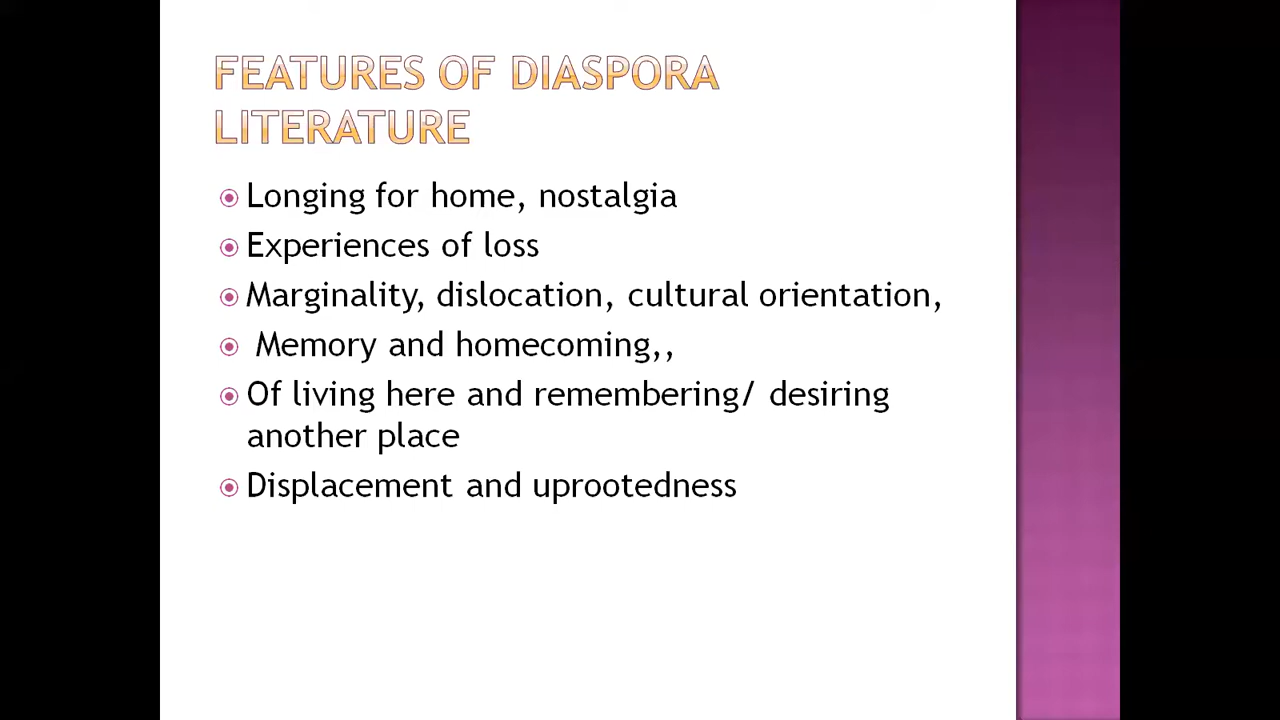 FEATURES OF DIASPORA
LITERATURE
Longing for home, nostalgia
Experiences of loss
Marginality, dislocation, cultural orientation,
Memory and homecoming,,
Of living here and remembering/ desiring
another place
Displacement and uprootedness